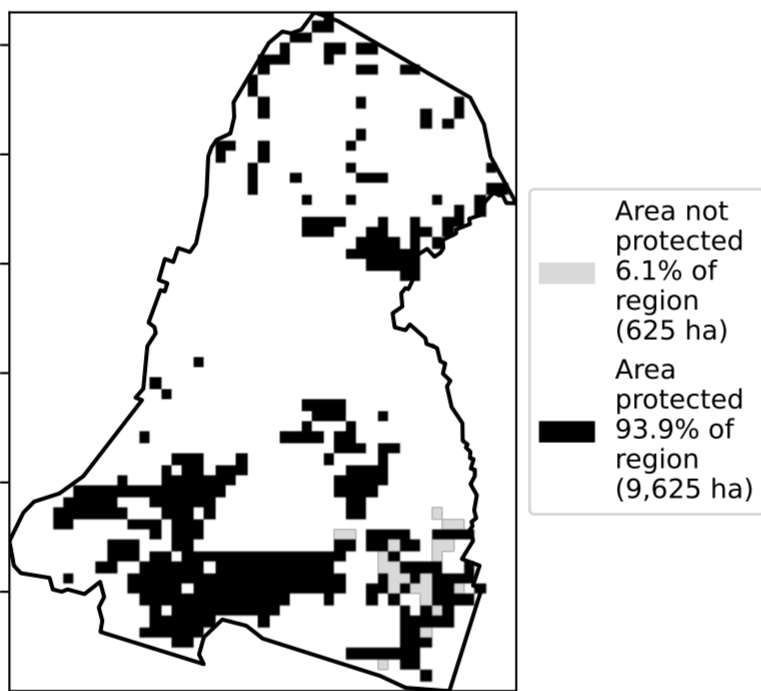 Area not
protected
6.1% of
region
(625 ha)
Area
protected
93.9% of
region
(9,625 ha)